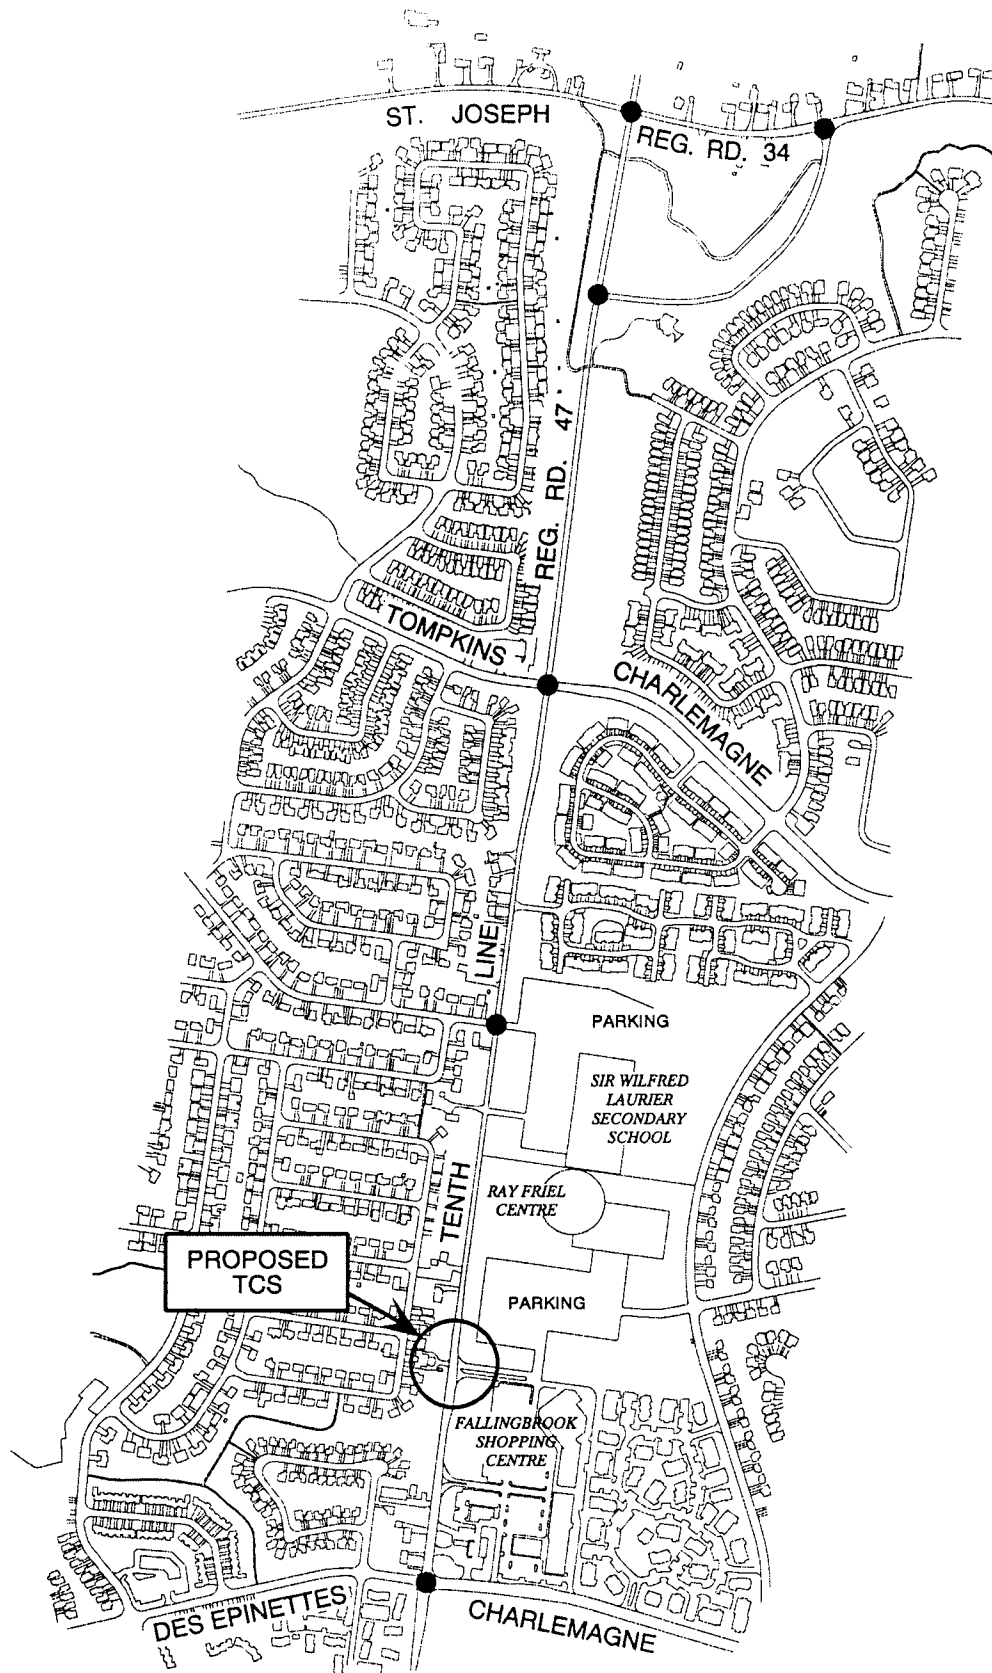 ST. JOSEPH
REG. RD. 34
REG. RD. 47
TOMPKINS
CHARLEMAGNE
LINE
PARKING
SIR WILFRED
LAURIER
SECONDARY
SCHOOL
TENTH
RAY FRIEL
CENTRE
PROPOSED
TCS
PARKING
FALLINGBROOK
SHOPPING
CENTRE
DES EPINETTES
CHARLEMAGNE